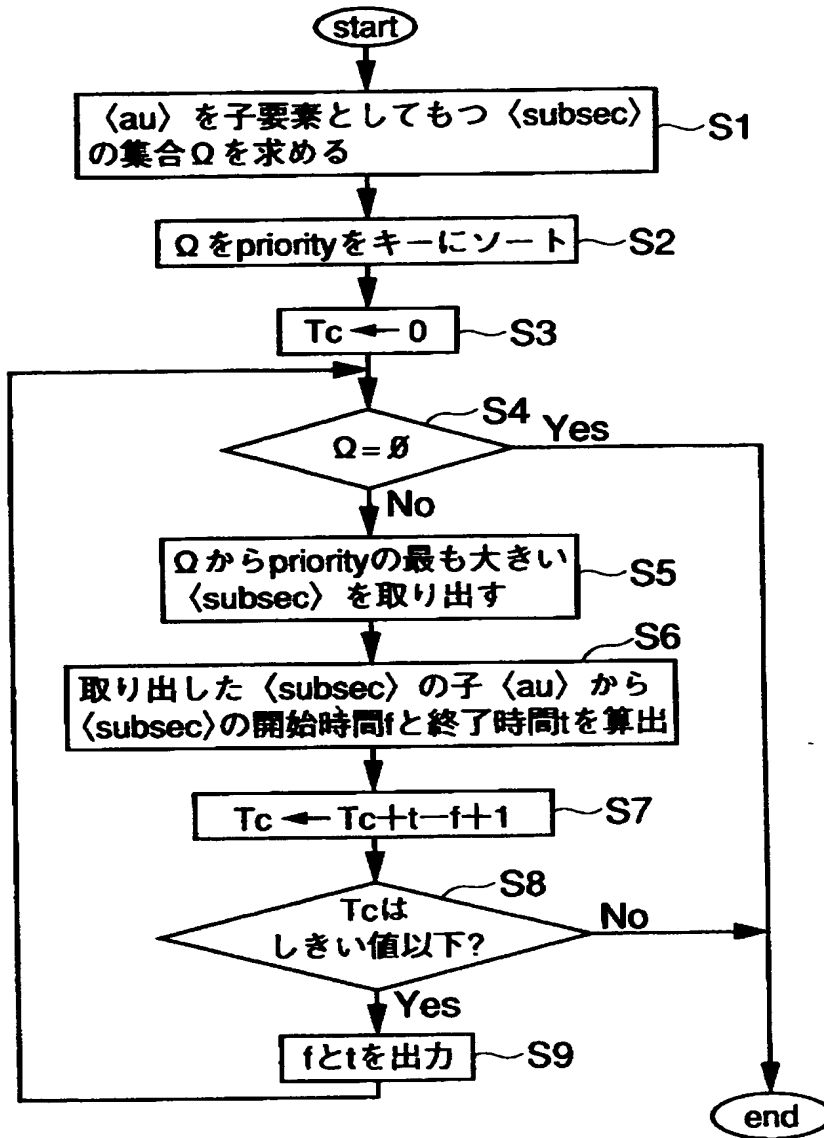 start
〈au〉を子要素としてもつ〈subsec〉
の集合Ωを求める
S1
Ωをpriorityをキーにソート
S2
Tc ← 0
S3
S4
Ω = Ø
Yes
No
Ωからpriorityの最も大きい
〈subsec〉を取り出す
S5
S6
取り出した〈subsec〉の子〈au〉から
〈subsec〉の開始時間fと終了時間tを算出
Tc ← Tc+t−f+1
S7
S8
Tcは
しきい値以下?
No
Yes
fとtを出力
S9
end